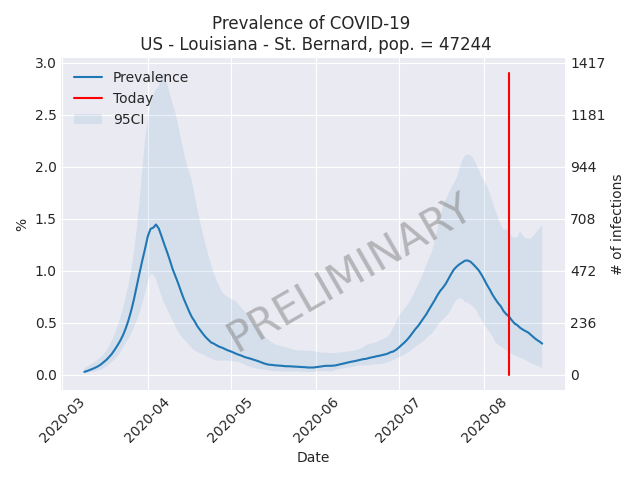 Prevalence of COVID-19
US - Louisiana - St. Bernard, pop. = 47244
Prevalence
Today
95CI
PRELIMINARY
%
3.0
2.5
2.0
1.5
1.0
0.5
0.0
1417
1181
944
708
472
236
0
# of infections
2020-03
2020-04
2020-05
2020-06
2020-07
2020-08
Date